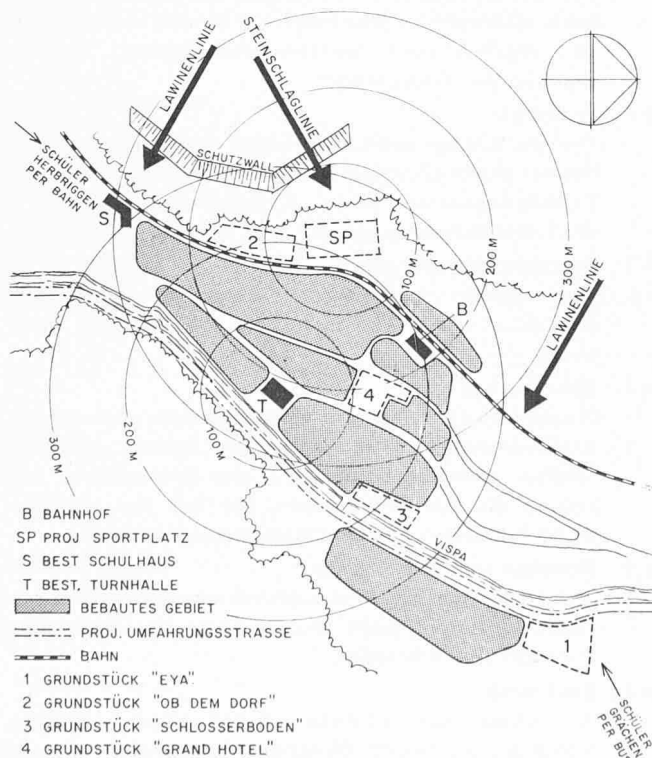 LAWINENLINIE
STEINSCHLAGLINIE
SCHUTZWALL
SCHÜLER
HERBRIGGEN
PER BAHN
S
2
SP
100 M
200 M
300 M
B
LAWINENLINIE
4
T
300 M
200 M
100 M
3
VISPA
1
SCHÜLER
GRÄCHEN
PER BUS
B BAHNHOF
SP PROJ. SPORTPLATZ
S BEST SCHULHAUS
T BEST. TURNHALLE
BEBAUTES GEBIET
PROJ. UMFAHRUNGSSTRASSE
BAHN
1 GRUNDSTÜCK "EYA"
2 GRUNDSTÜCK "OB DEM DORF"
3 GRUNDSTÜCK "SCHLOSSERBODEN"
4 GRUNDSTÜCK "GRAND HOTEL"